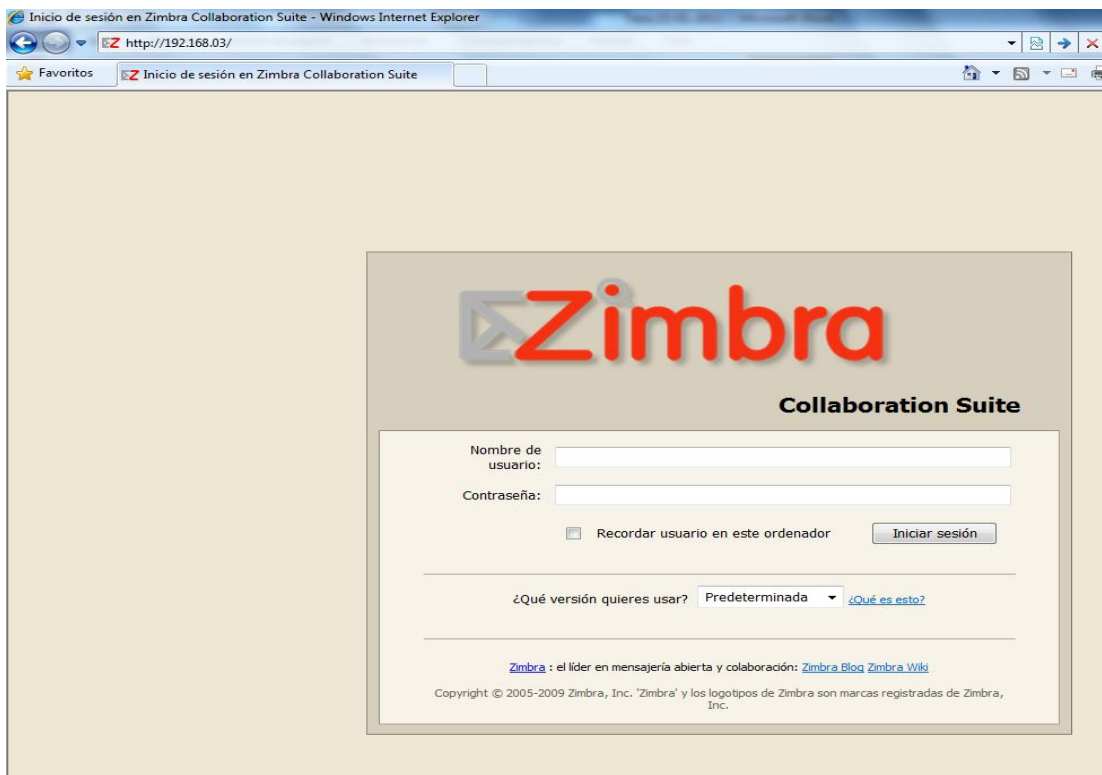 Inicio de sesión en Zimbra Collaboration Suite - Windows Internet Explorer
http://192.168.03/
Favoritos
Inicio de sesión en Zimbra Collaboration Suite
Zimbra
Collaboration Suite
Nombre de
usuario:
Contraseña:
Recordar usuario en este ordenador
Iniciar sesión
¿Qué versión quieres usar? Predeterminada ¿Qué es esto?
Zimbra : el líder en mensajería abierta y colaboración: Zimbra Blog Zimbra Wiki
Copyright © 2005-2009 Zimbra, Inc. 'Zimbra' y los logotipos de Zimbra son marcas registradas de Zimbra,
Inc.